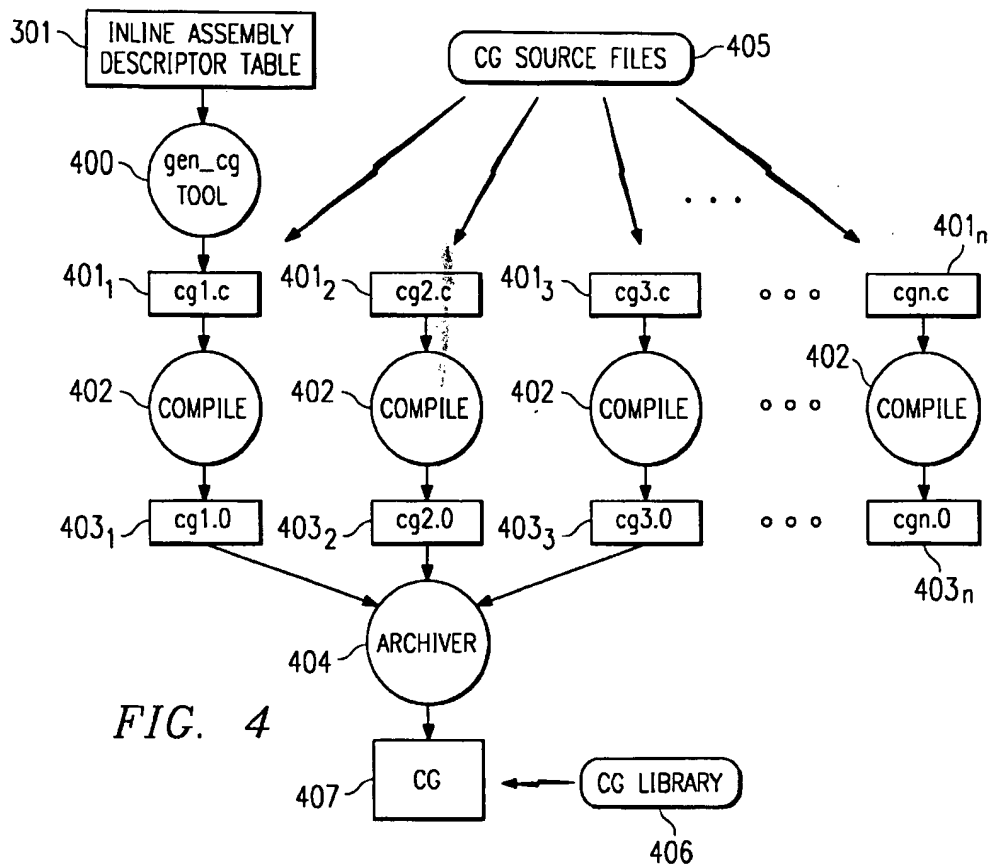 301
INLINE ASSEMBLY
DESCRIPTOR TABLE
CG SOURCE FILES
405
400
gen_cg
TOOL
. . .
401₁
cg1.c
401₂
cg2.c
401₃
cg3.c
401ₙ
cgn.c
402
COMPILE
402
COMPILE
402
COMPILE
402
COMPILE
403₁
cg1.0
403₂
cg2.0
403₃
cg3.0
cgn.0
403ₙ
404
ARCHIVER
FIG. 4
407
CG
CG LIBRARY
406